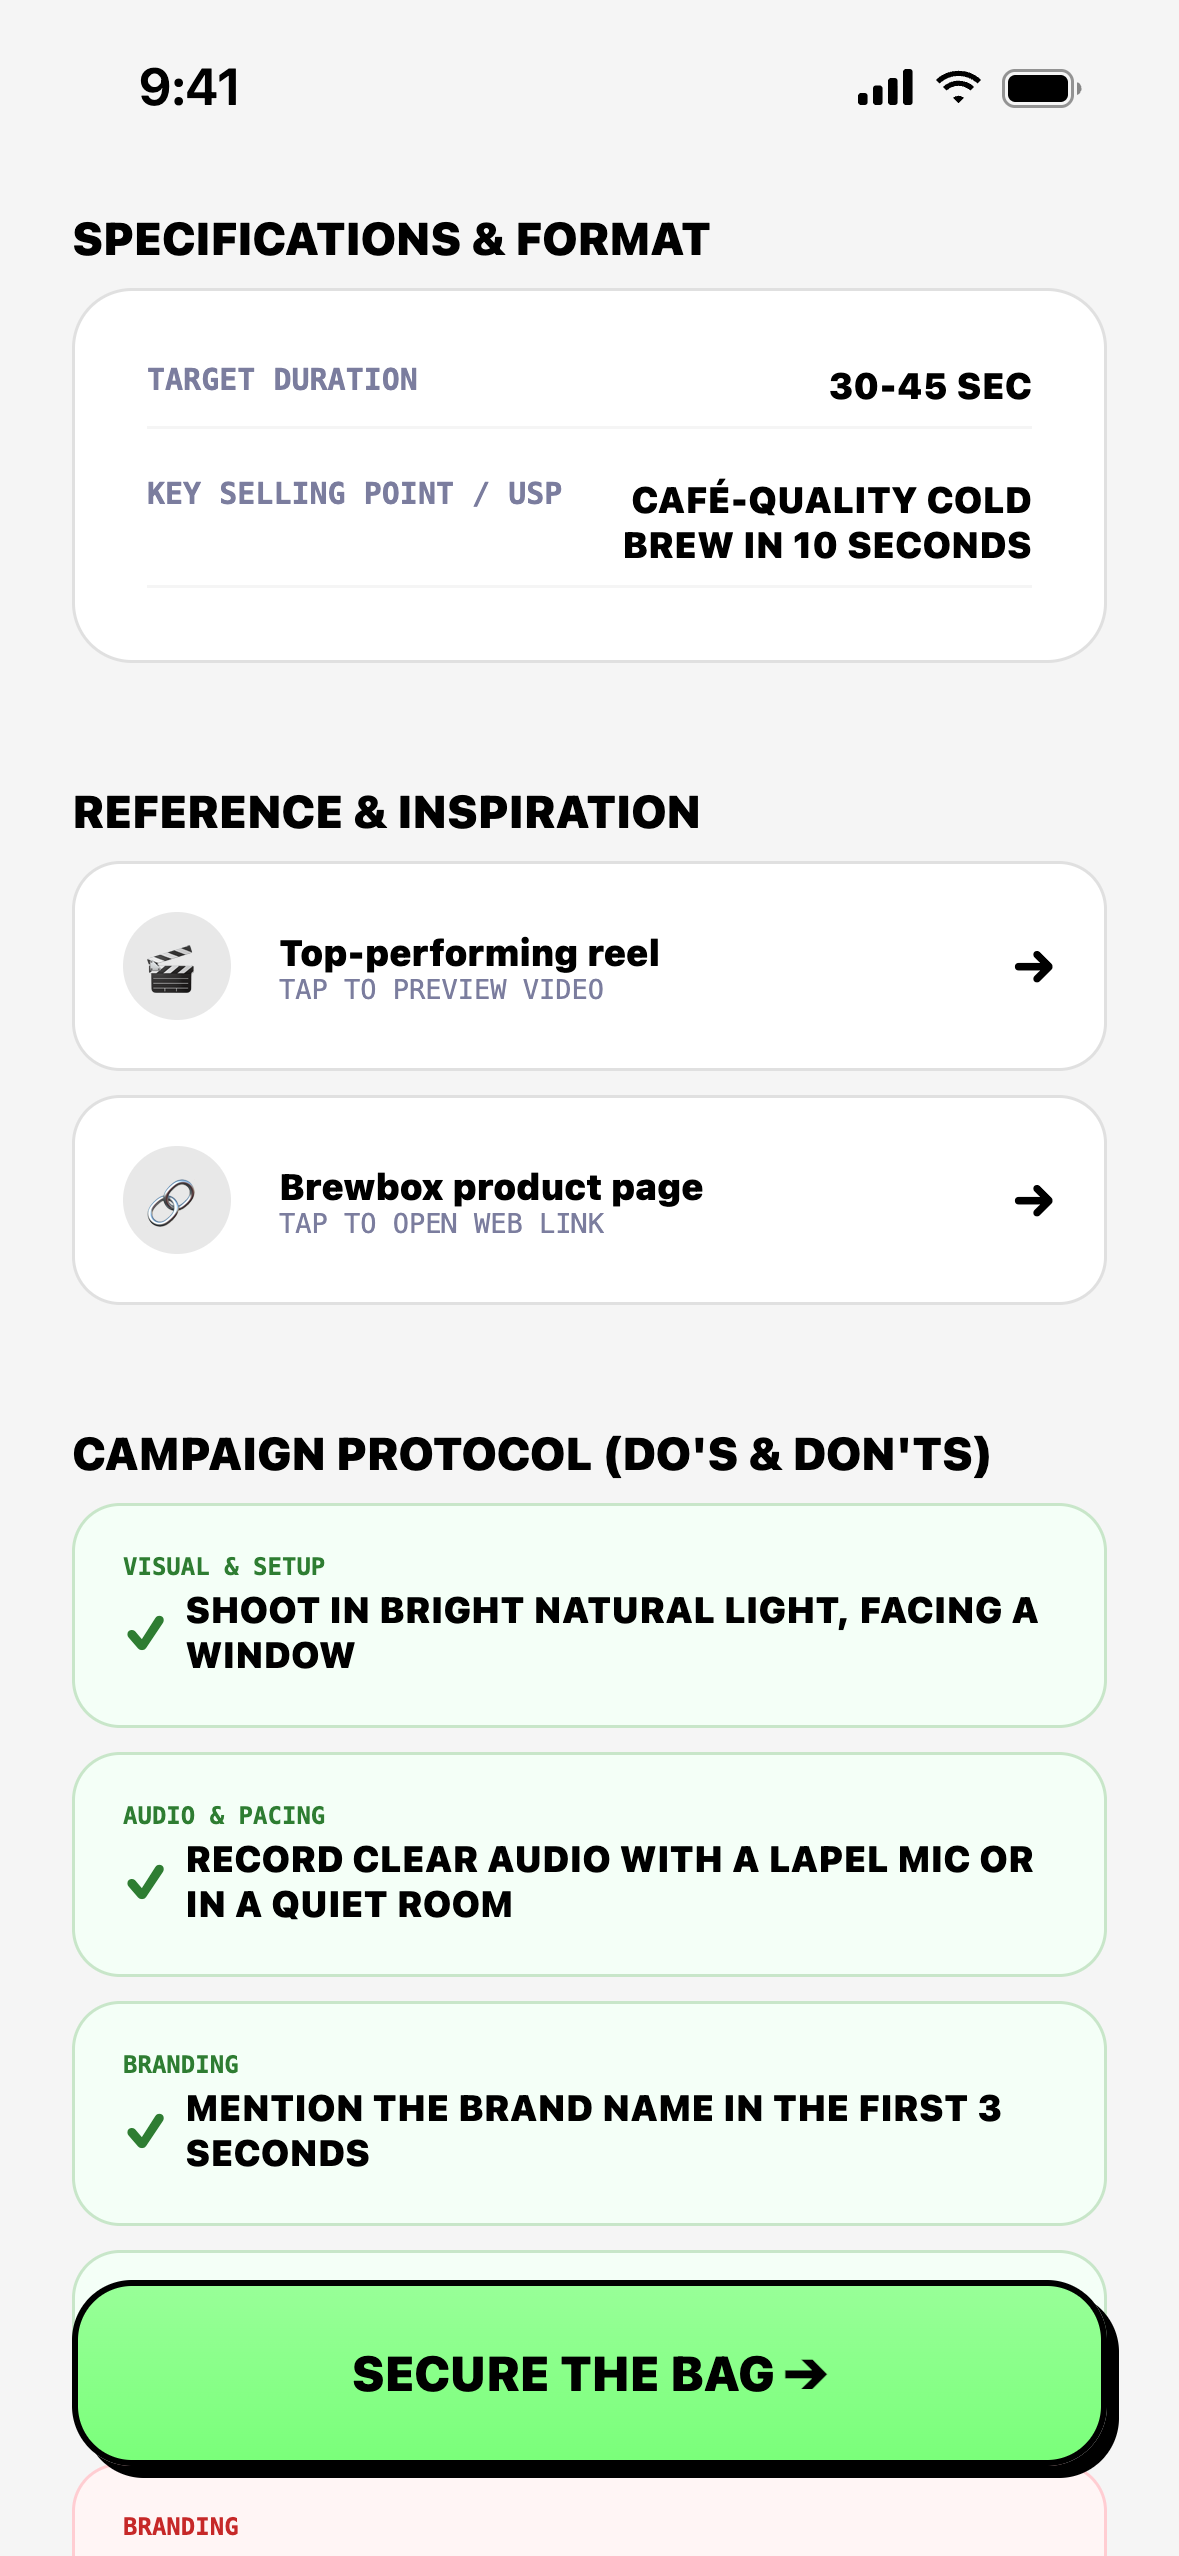 9:41
SPECIFICATIONS & FORMAT
TARGET DURATION
30-45 SEC
KEY SELLING POINT / USP
CAFÉ-QUALITY COLD
BREW IN 10 SECONDS
REFERENCE & INSPIRATION
Top-performing reel
TAP TO PREVIEW VIDEO
Brewbox product page
TAP TO OPEN WEB LINK
CAMPAIGN PROTOCOL (DO'S & DON'TS)
VISUAL & SETUP
SHOOT IN BRIGHT NATURAL LIGHT, FACING A
WINDOW
AUDIO & PACING
RECORD CLEAR AUDIO WITH A LAPEL MIC OR
IN A QUIET ROOM
BRANDING
MENTION THE BRAND NAME IN THE FIRST 3
SECONDS
SECURE THE BAG →
BRANDING